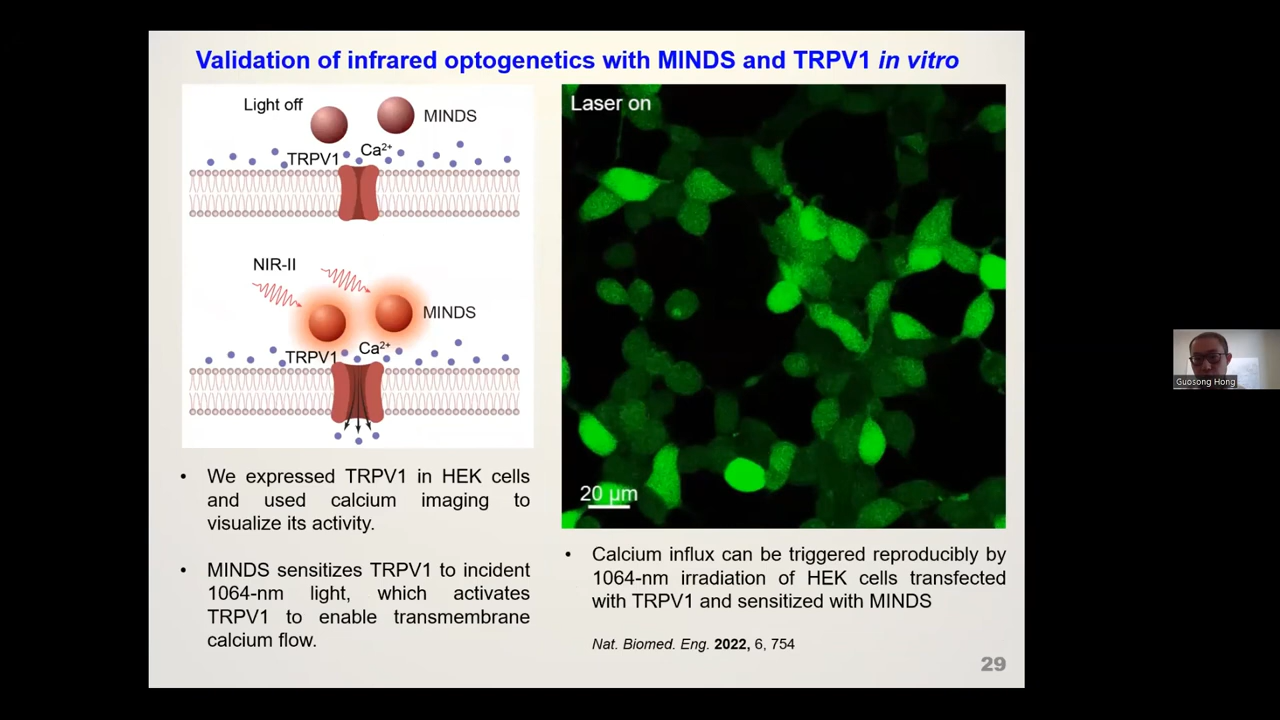 Validation of infrared optogenetics with MINDS and TRPV1 in vitro
Light off
MINDS
TRPV1
Ca²⁺
NIR-II
MINDS
TRPV1
Ca²⁺
• We expressed TRPV1 in HEK cells
and used calcium imaging to
visualize its activity.
• MINDS sensitizes TRPV1 to incident
1064-nm light, which activates
TRPV1 to enable transmembrane
calcium flow.
Laser on
20 μm
• Calcium influx can be triggered reproducibly by
1064-nm irradiation of HEK cells transfected
with TRPV1 and sensitized with MINDS
Nat. Biomed. Eng. 2022, 6, 754
29
Guosong Hong